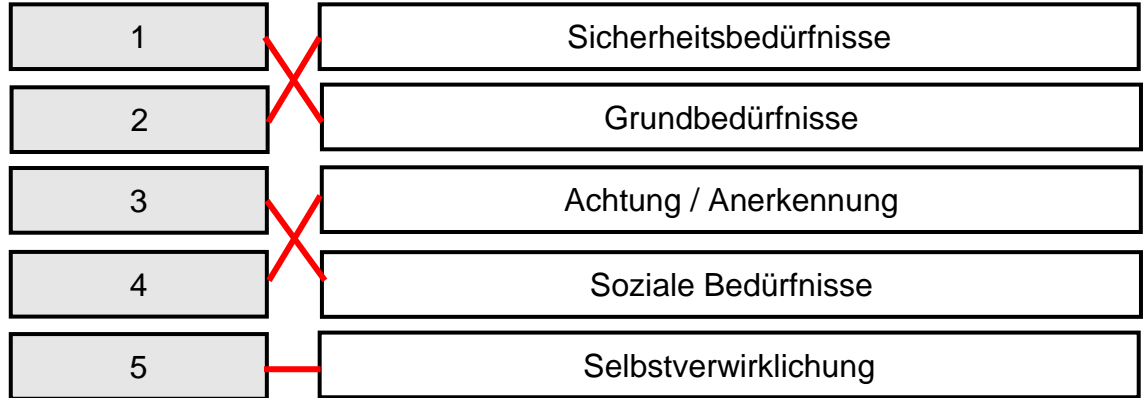 1 Sicherheitsbedürfnisse
2 Grundbedürfnisse
3 Achtung / Anerkennung
4 Soziale Bedürfnisse
5 Selbstverwirklichung